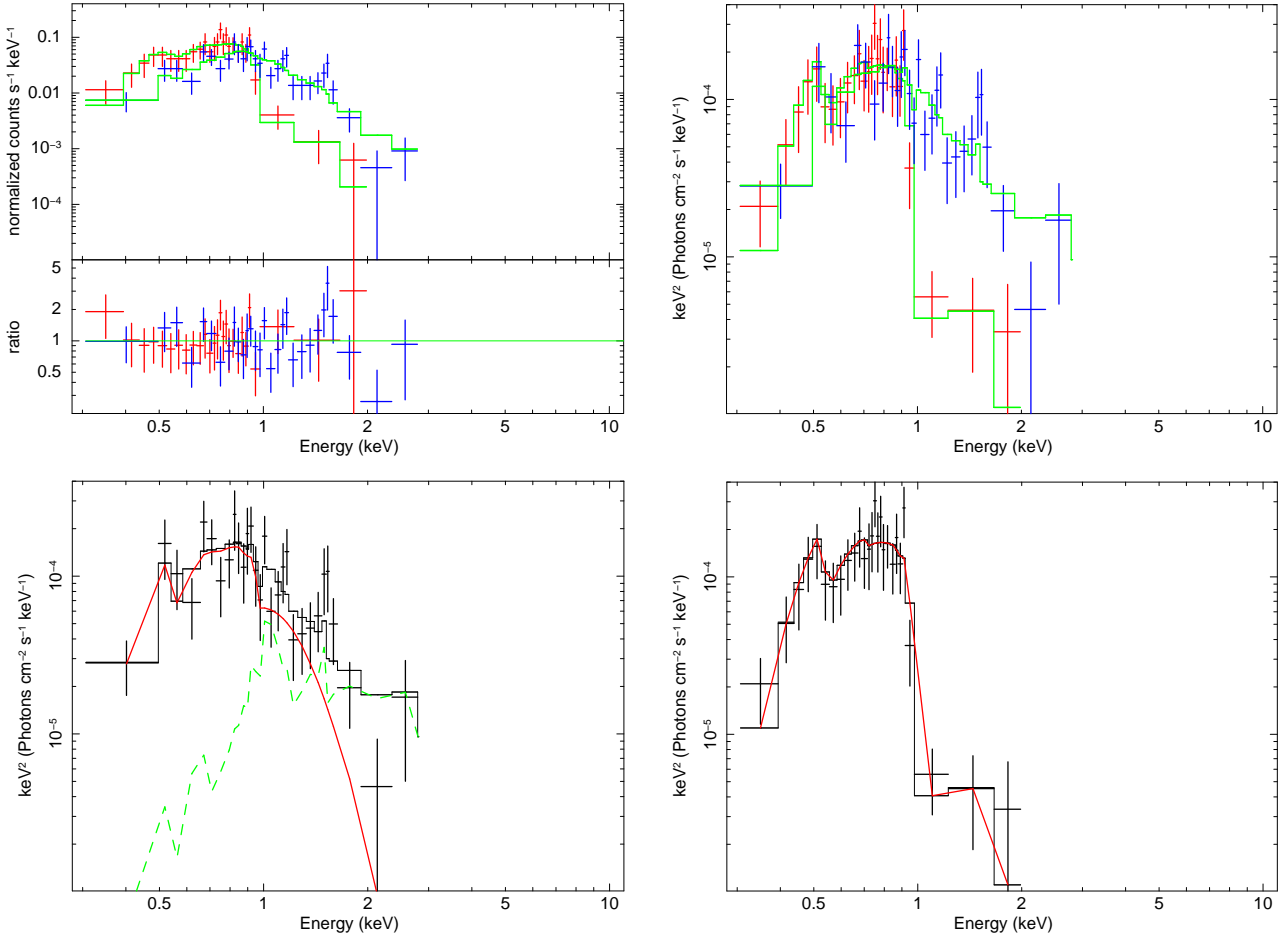 normalized counts s⁻¹ keV⁻¹
0.1
0.01
10⁻³
10⁻⁴
ratio
5
2
1
0.5
0.5 1 2 5 10
Energy (keV)
keV² (Photons cm⁻² s⁻¹ keV⁻¹)
10⁻⁴
10⁻⁵
0.5 1 2 5 10
Energy (keV)
keV² (Photons cm⁻² s⁻¹ keV⁻¹)
10⁻⁴
10⁻⁵
0.5 1 2 5 10
Energy (keV)
keV² (Photons cm⁻² s⁻¹ keV⁻¹)
10⁻⁴
10⁻⁵
0.5 1 2 5 10
Energy (keV)